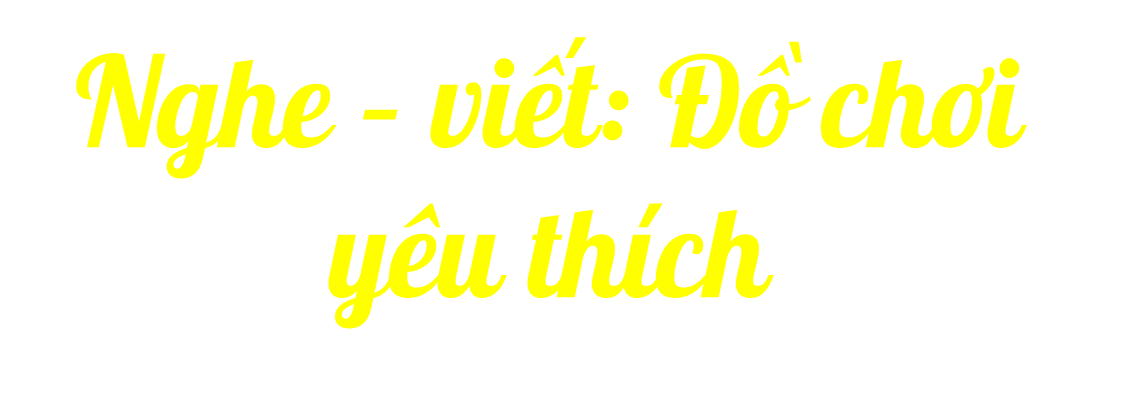 Nghe - viết: Đồ chơi
yêu thích